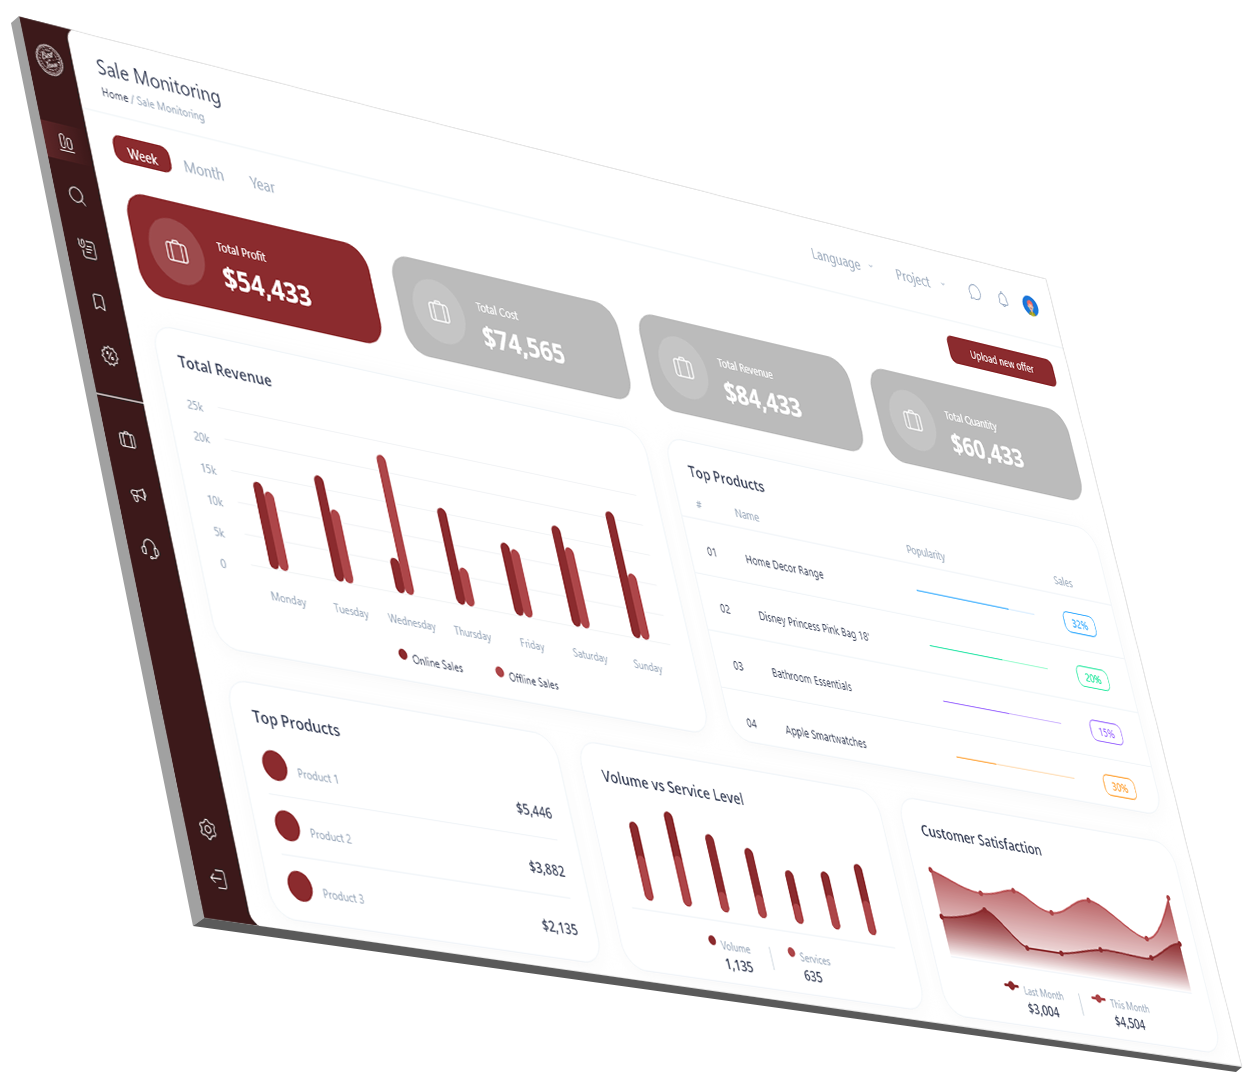 Sale Monitoring
Home / Sale Monitoring
Week Month Year
Language Project
Upload new offer
Total Profit
$54,433
Total Cost
$74,565
Total Revenue
$84,433
Total Quantity
$60,433
Total Revenue
25k
20k
15k
10k
5k
0
Monday Tuesday Wednesday Thursday Friday Saturday Sunday
Online Sales Offline Sales
Top Products
# Name Popularity Sales
01 Home Decor Range 32%
02 Disney Princess Pink Bag 18' 20%
03 Bathroom Essentials 15%
04 Apple Smartwatches 30%
Top Products
Product 1 $5,446
Product 2 $3,882
Product 3 $2,135
Volume vs Service Level
Volume Services
1,135 635
Customer Satisfaction
Last Month This Month
$3,004 $4,504